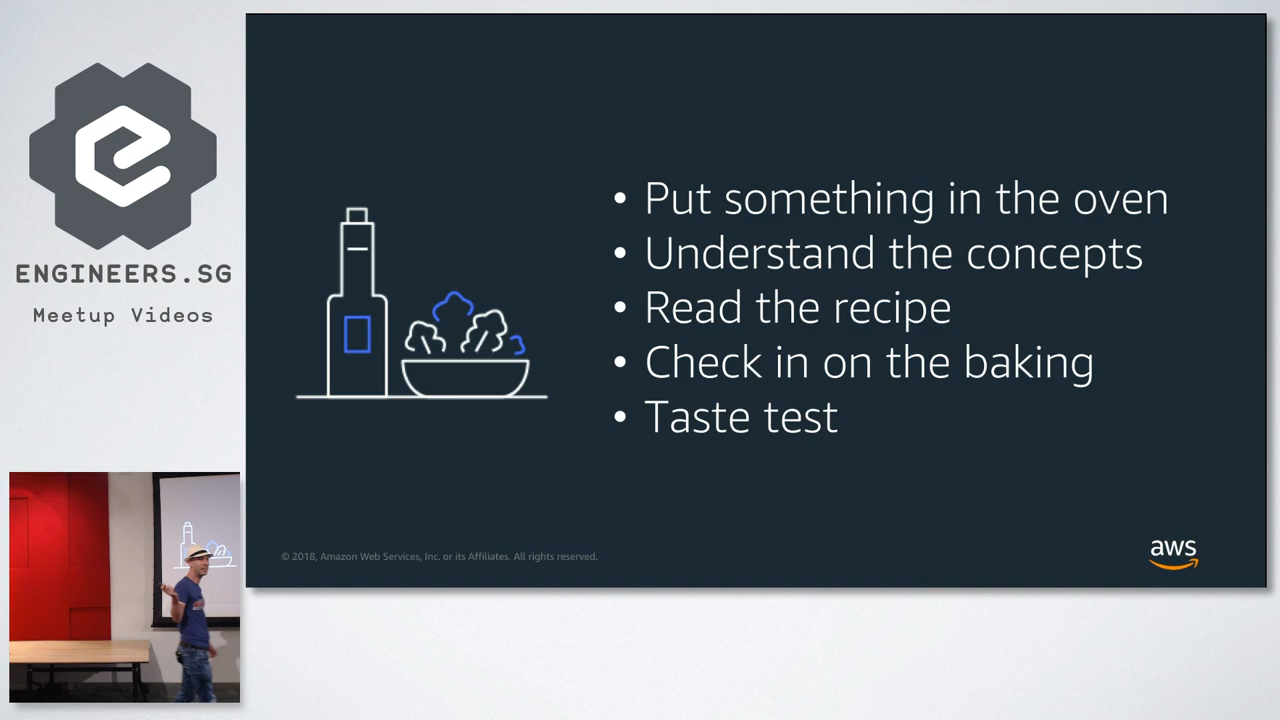 ENGINEERS.SG
Meetup Videos
• Put something in the oven
• Understand the concepts
• Read the recipe
• Check in on the baking
• Taste test
© 2018, Amazon Web Services, Inc. or its Affiliates. All rights reserved.
aws